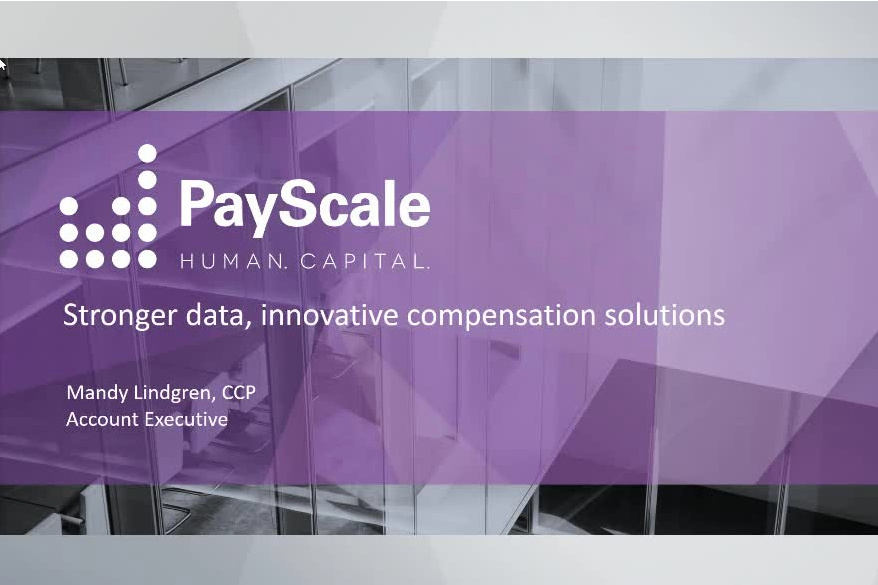 PayScale
HUMAN. CAPITAL.
Stronger data, innovative compensation solutions
Mandy Lindgren, CCP
Account Executive